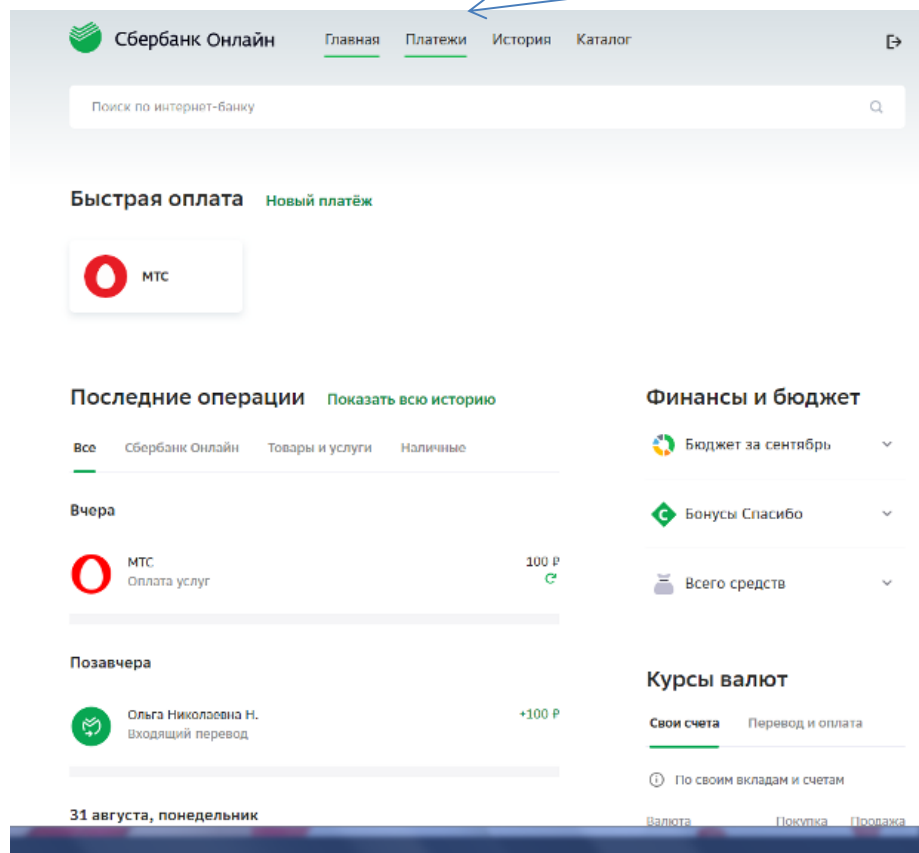 Сбербанк Онлайн Главная Платежи История Каталог
Поиск по интернет-банку
Быстрая оплата Новый платёж
МТС
Последние операции Показать всю историю
Все Сбербанк Онлайн Товары и услуги Наличные
Вчера
МТС 100 ₽
Оплата услуг
Позавчера
Ольга Николаевна Н. +100 ₽
Входящий перевод
31 августа, понедельник
Финансы и бюджет
Бюджет за сентябрь
Бонусы Спасибо
Всего средств
Курсы валют
Свои счета Перевод и оплата
По своим вкладам и счетам
Валюта Покупка Продажа